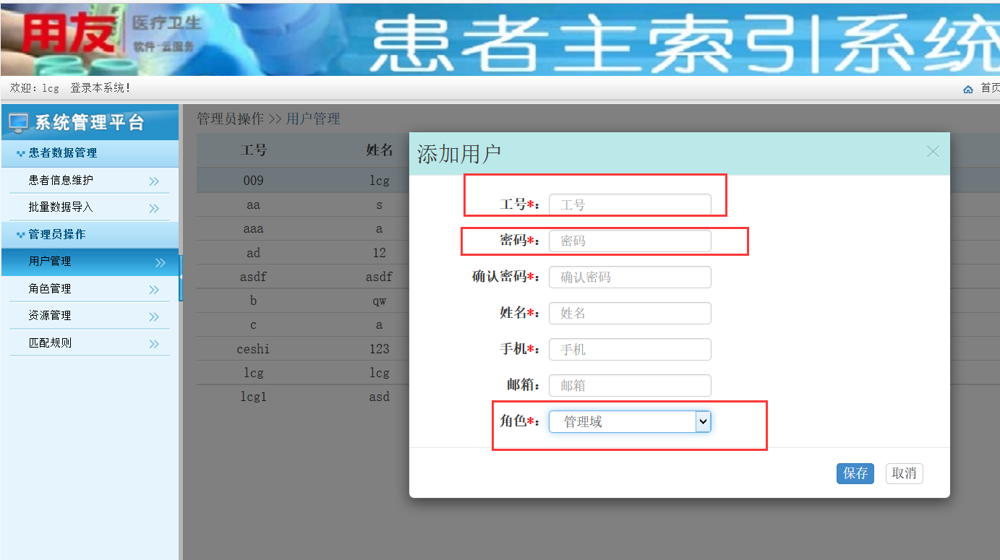 用友 医疗卫生
软件·云服务
患者主索引系统
欢迎：lcg 登录本系统！
首页
系统管理平台
患者数据管理
患者信息维护
批量数据导入
管理员操作
用户管理
角色管理
资源管理
匹配规则
管理员操作 >> 用户管理
工号 姓名
009 lcg
aa s
aaa a
ad 12
asdf asdf
b qw
c a
ceshi 123
lcg lcg
lcg1 asd
添加用户
工号*： 工号
密码*： 密码
确认密码*： 确认密码
姓名*： 姓名
手机*： 手机
邮箱： 邮箱
角色*： 管理域
保存 取消